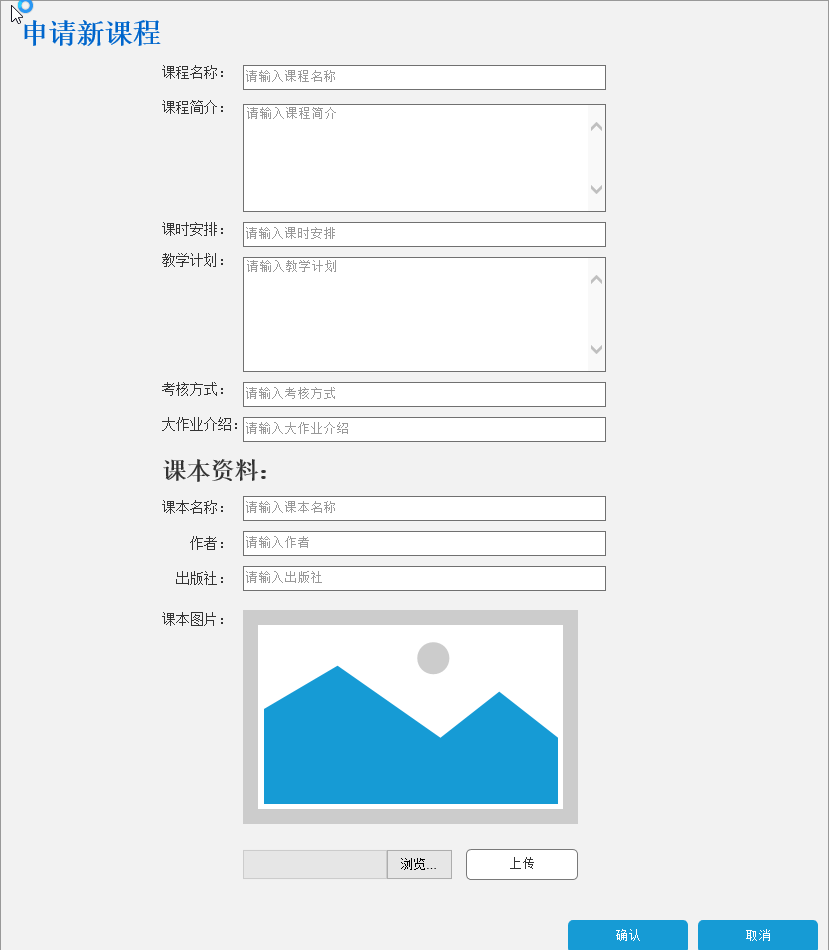 申请新课程
课程名称： 请输入课程名称
课程简介： 请输入课程简介
课时安排： 请输入课时安排
教学计划： 请输入教学计划
考核方式： 请输入考核方式
大作业介绍： 请输入大作业介绍
课本资料：
课本名称： 请输入课本名称
作者： 请输入作者
出版社： 请输入出版社
课本图片：
浏览... 上传
确认 取消